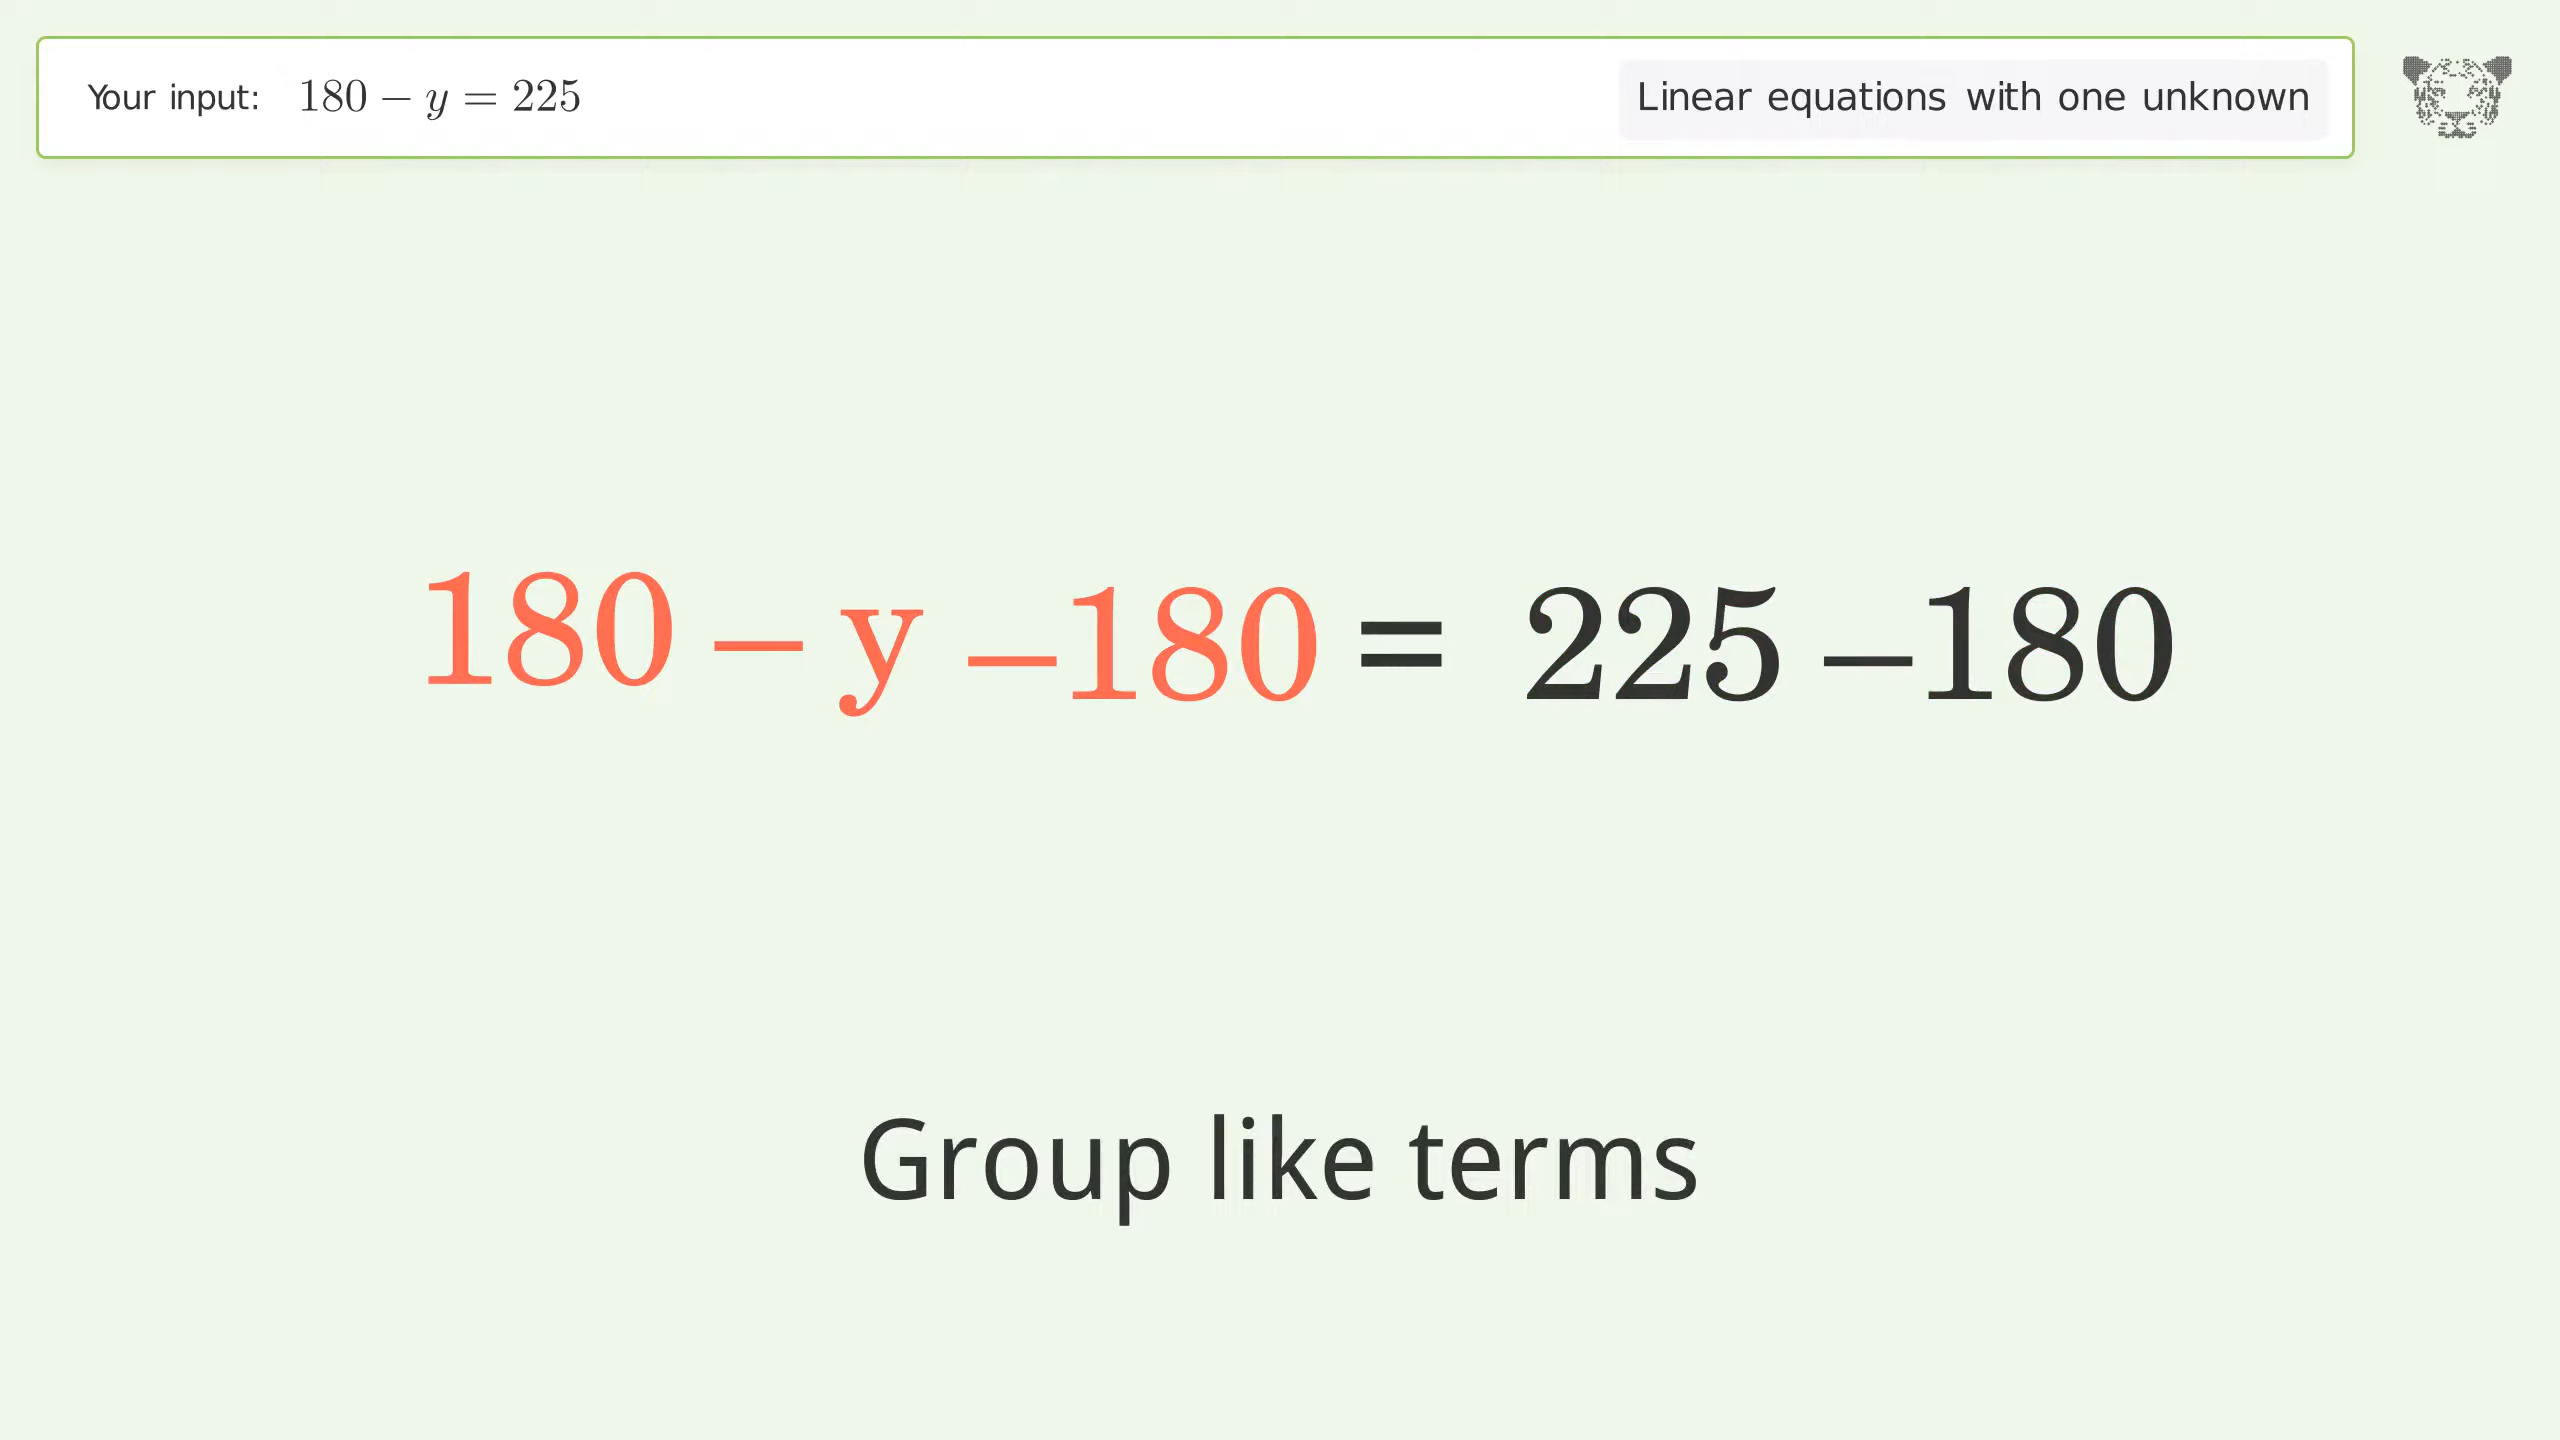 Your input: 180 − y = 225
Linear equations with one unknown
180 − y −180 = 225 −180
Group like terms